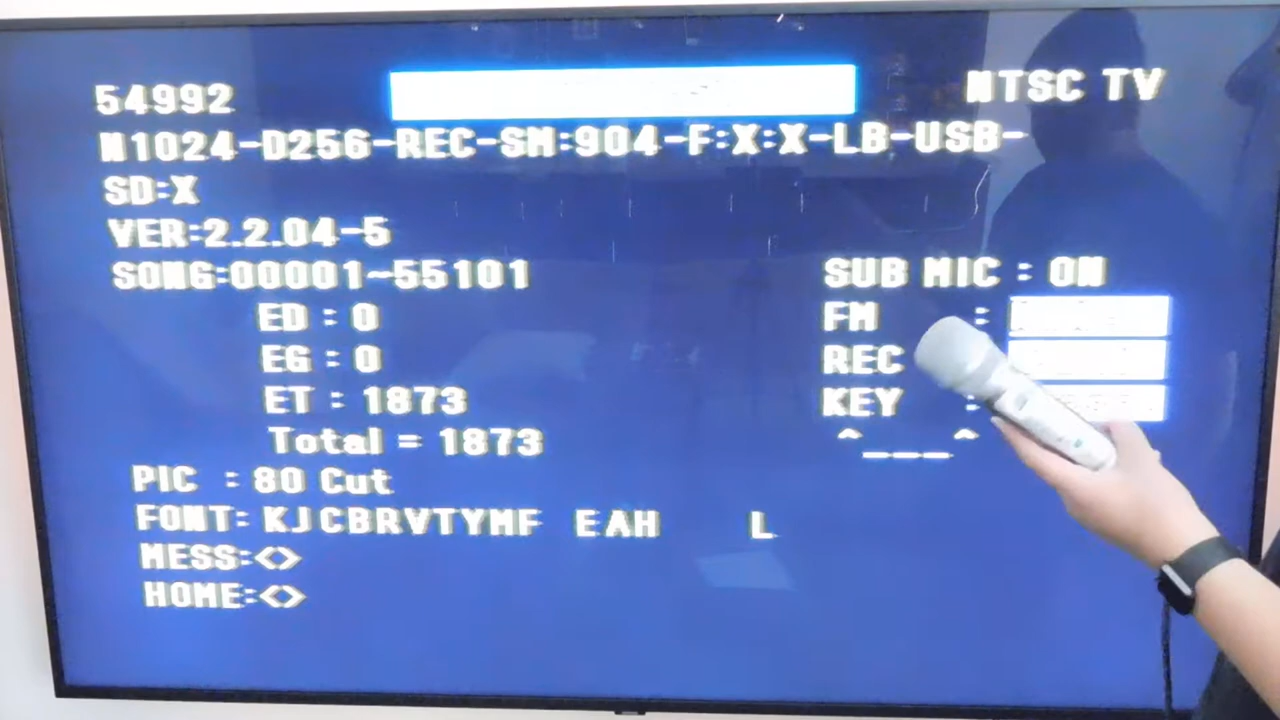 54992 NTSC TV
N1024-D256-REC-SM:904-F:X:X-LB-USB-
SD:X
VER:2.2.04-5
SONG:00001~55101 SUB MIC : ON
ED : 0 FM :
EG : 0 REC
ET : 1873 KEY :
Total = 1873 ^___^
PIC : 80 Cut
FONT: KJCBRVTYMF EAH L
MESS:<>
HOME:<>